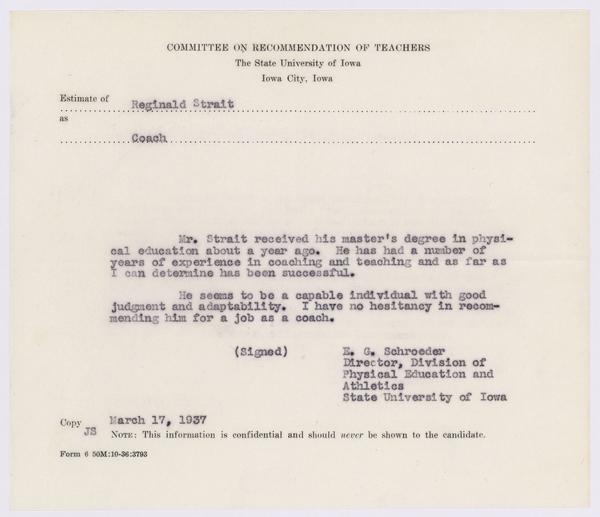 COMMITTEE ON RECOMMENDATION OF TEACHERS
The State University of Iowa
Iowa City, Iowa
Estimate of Reginald Strait
as
Coach
Mr. Strait received his master's degree in physi-
cal education about a year ago. He has had a number of
years of experience in coaching and teaching and as far as
I can determine has been successful.
He seems to be a capable individual with good
judgment and adaptability. I have no hesitancy in recom-
mending him for a job as a coach.
(Signed) E. G. Schroeder
Director, Division of
Physical Education and
Athletics
State University of Iowa
Copy March 17, 1937
JS NOTE: This information is confidential and should never be shown to the candidate.
Form 6 50M:10-36:3793